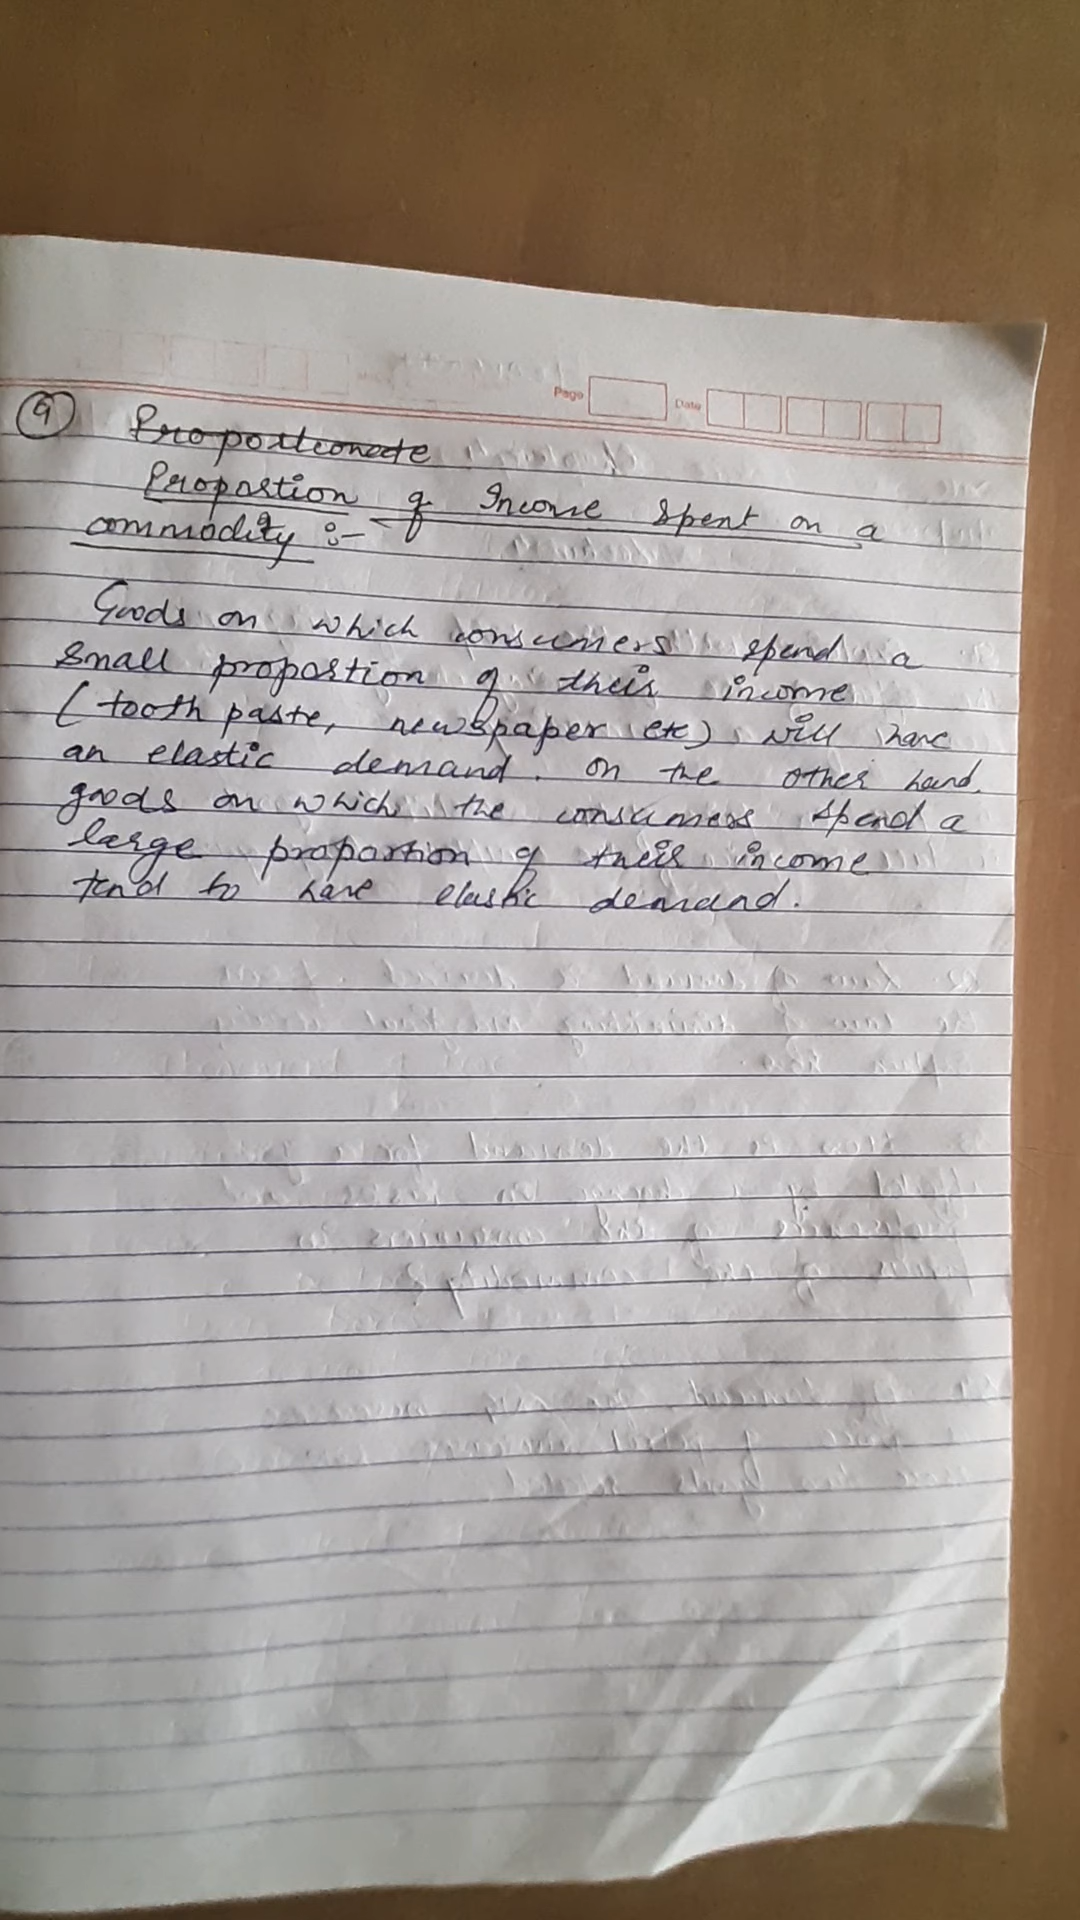 Page Date
9 Proportionate
Proportion of Income Spent on a
commodity :-
Goods on which consumers spend a
small proportion of their income
(tooth paste, newspaper etc) will have
an elastic demand. On the other hand,
goods on which the consumers spend a
large proportion of their income
tend to have elastic demand.